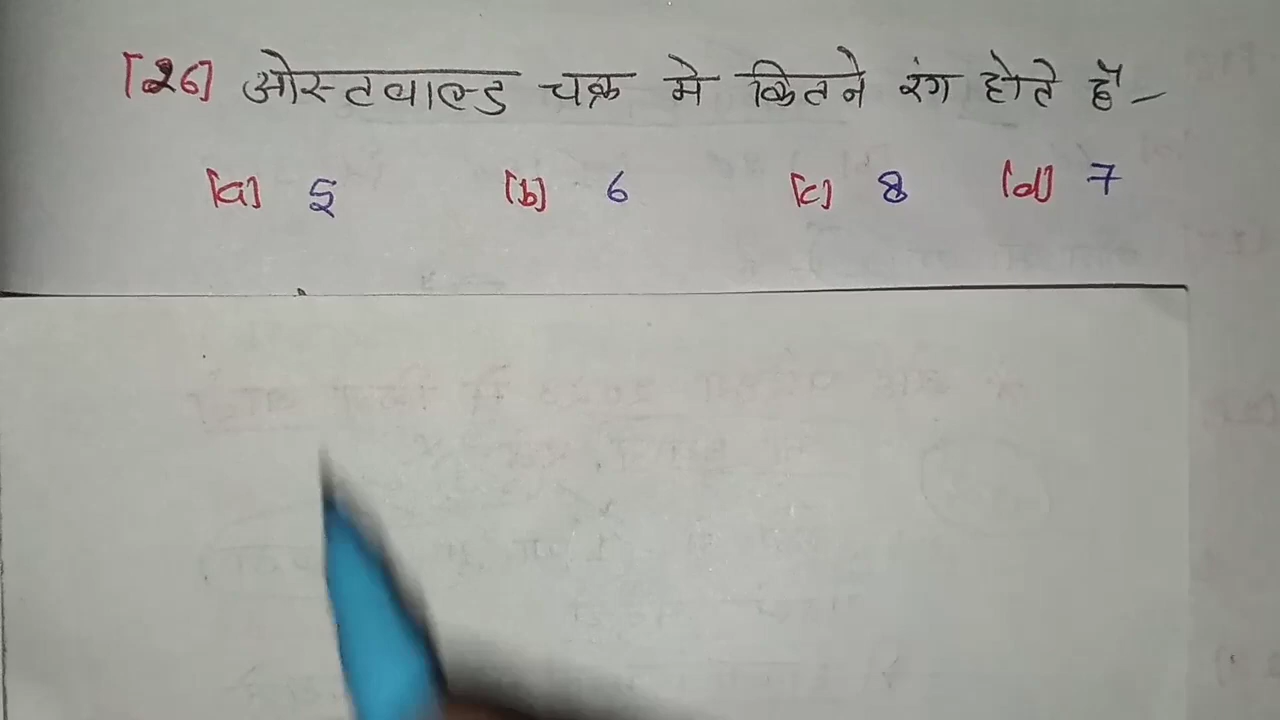 [26] ओस्टवाल्ड चक्र मे कितने रंग होते है -
[a] 5 [b] 6 [c] 8 [d] 7